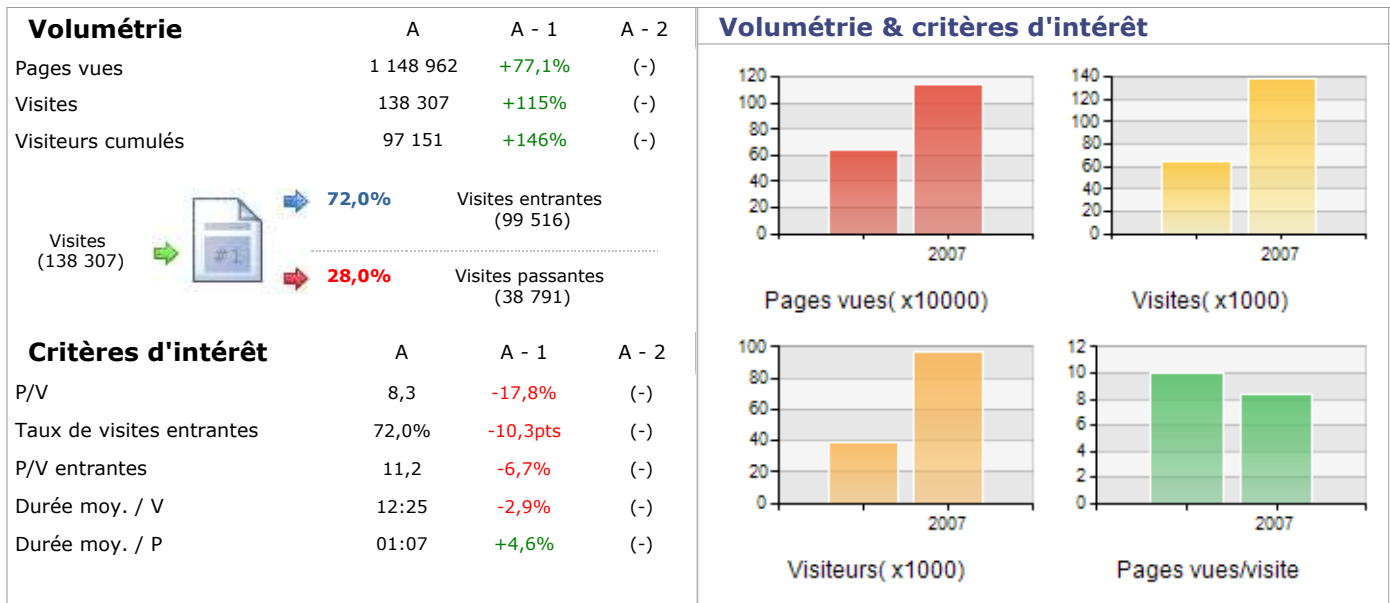 Volumétrie A A - 1 A - 2
Pages vues 1 148 962 +77,1% (-)
Visites 138 307 +115% (-)
Visiteurs cumulés 97 151 +146% (-)
Visites
(138 307)
#1
72,0% Visites entrantes
(99 516)
28,0% Visites passantes
(38 791)
Critères d'intérêt A A - 1 A - 2
P/V 8,3 -17,8% (-)
Taux de visites entrantes 72,0% -10,3pts (-)
P/V entrantes 11,2 -6,7% (-)
Durée moy. / V 12:25 -2,9% (-)
Durée moy. / P 01:07 +4,6% (-)
Volumétrie & critères d'intérêt
120
100
80
60
40
20
0
2007
Pages vues( x10000)
140
120
100
80
60
40
20
0
2007
Visites( x1000)
100
80
60
40
20
0
2007
Visiteurs( x1000)
12
10
8
6
4
2
0
2007
Pages vues/visite